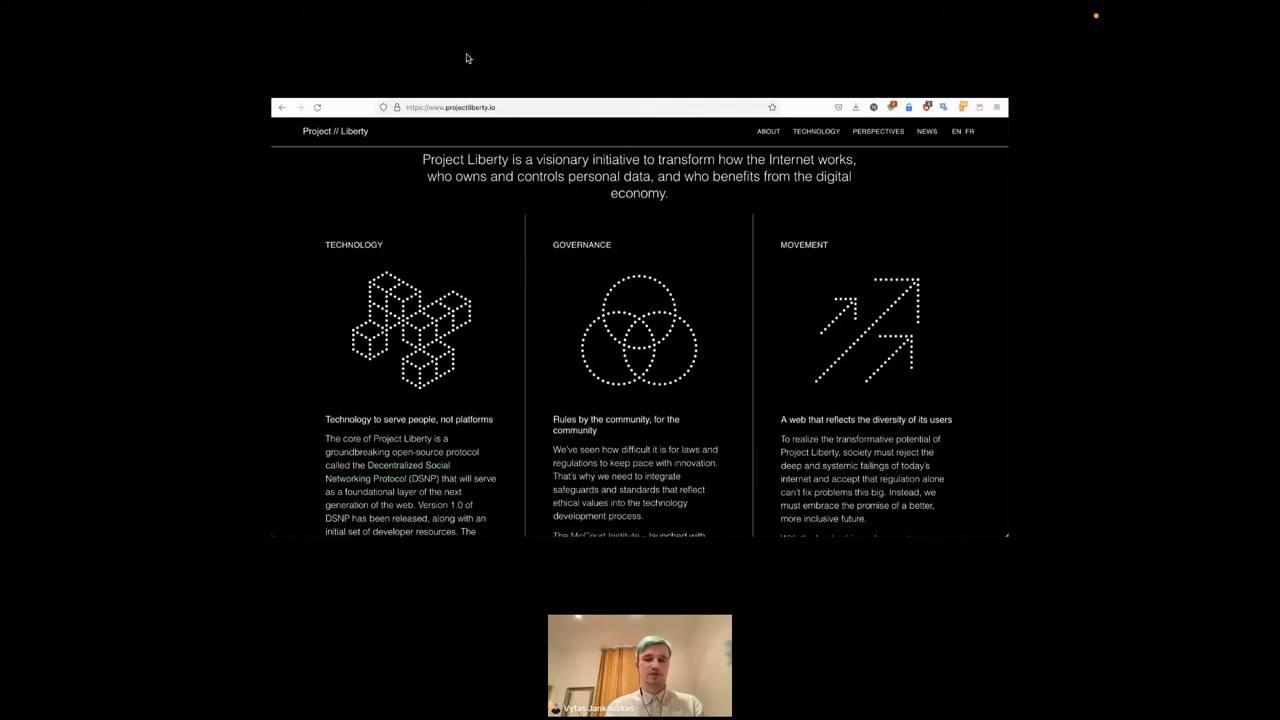 https://www.projectliberty.io
Project // Liberty
ABOUT TECHNOLOGY PERSPECTIVES NEWS EN FR
Project Liberty is a visionary initiative to transform how the Internet works,
who owns and controls personal data, and who benefits from the digital
economy.
TECHNOLOGY
Technology to serve people, not platforms
The core of Project Liberty is a
groundbreaking open-source protocol
called the Decentralized Social
Networking Protocol (DSNP) that will serve
as a foundational layer of the next
generation of the web. Version 1.0 of
DSNP has been released, along with an
initial set of developer resources. The
GOVERNANCE
Rules by the community, for the
community
We've seen how difficult it is for laws and
regulations to keep pace with innovation.
That's why we need to integrate
safeguards and standards that reflect
ethical values into the technology
development process.
The McCourt Institute – launched with
MOVEMENT
A web that reflects the diversity of its users
To realize the transformative potential of
Project Liberty, society must reject the
deep and systemic failings of today's
internet and accept that regulation alone
can't fix problems this big. Instead, we
must embrace the promise of a better,
more inclusive future.
Vytas Jankauskas